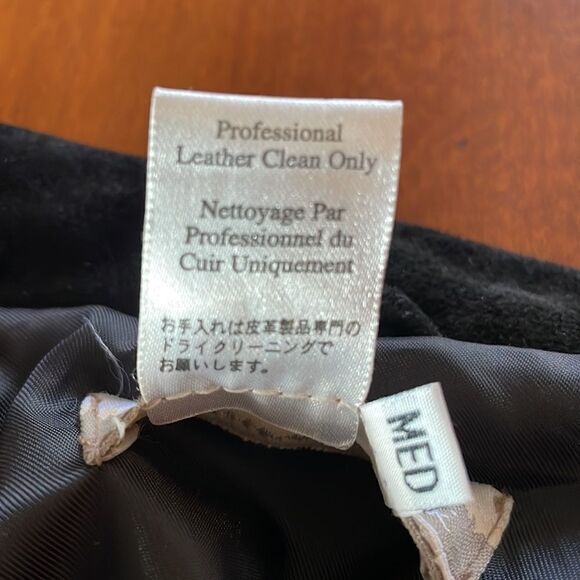 Professional
Leather Clean Only
Nettoyage Par
Professionnel du
Cuir Uniquement
お手入れは皮革製品専門の
ドライクリーニングで
お願いします。
MED